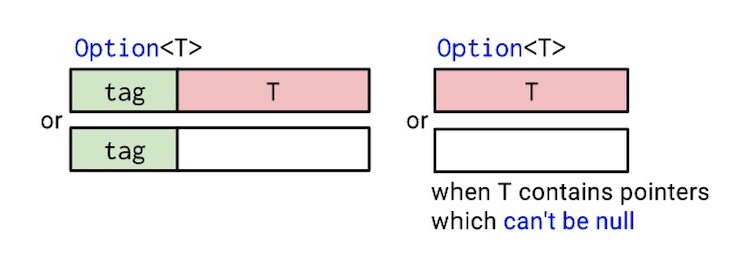 Option<T>
tag T
or
tag
Option<T>
T
or
when T contains pointers
which can't be null